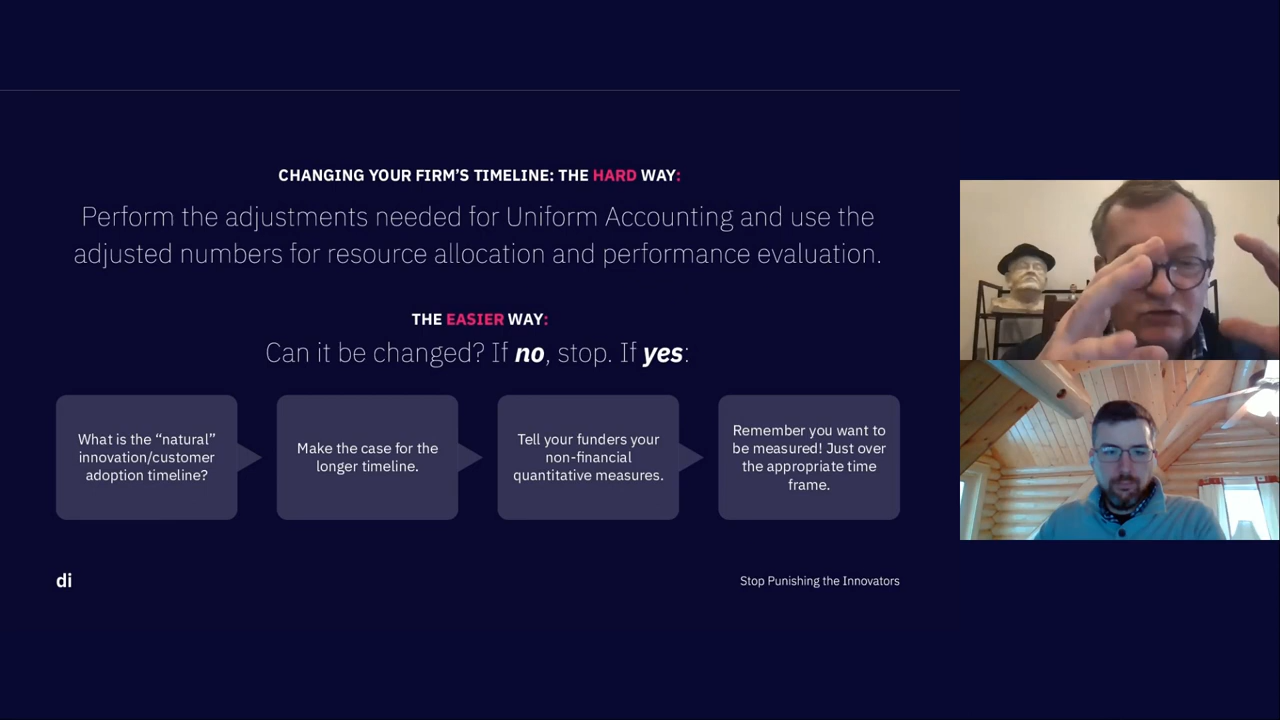 CHANGING YOUR FIRM’S TIMELINE: THE HARD WAY:
Perform the adjustments needed for Uniform Accounting and use the
adjusted numbers for resource allocation and performance evaluation.
THE EASIER WAY:
Can it be changed? If no, stop. If yes:
What is the “natural”
innovation/customer
adoption timeline?
Make the case for the
longer timeline.
Tell your funders your
non-financial
quantitative measures.
Remember you want to
be measured! Just over
the appropriate time
frame.
di
Stop Punishing the Innovators